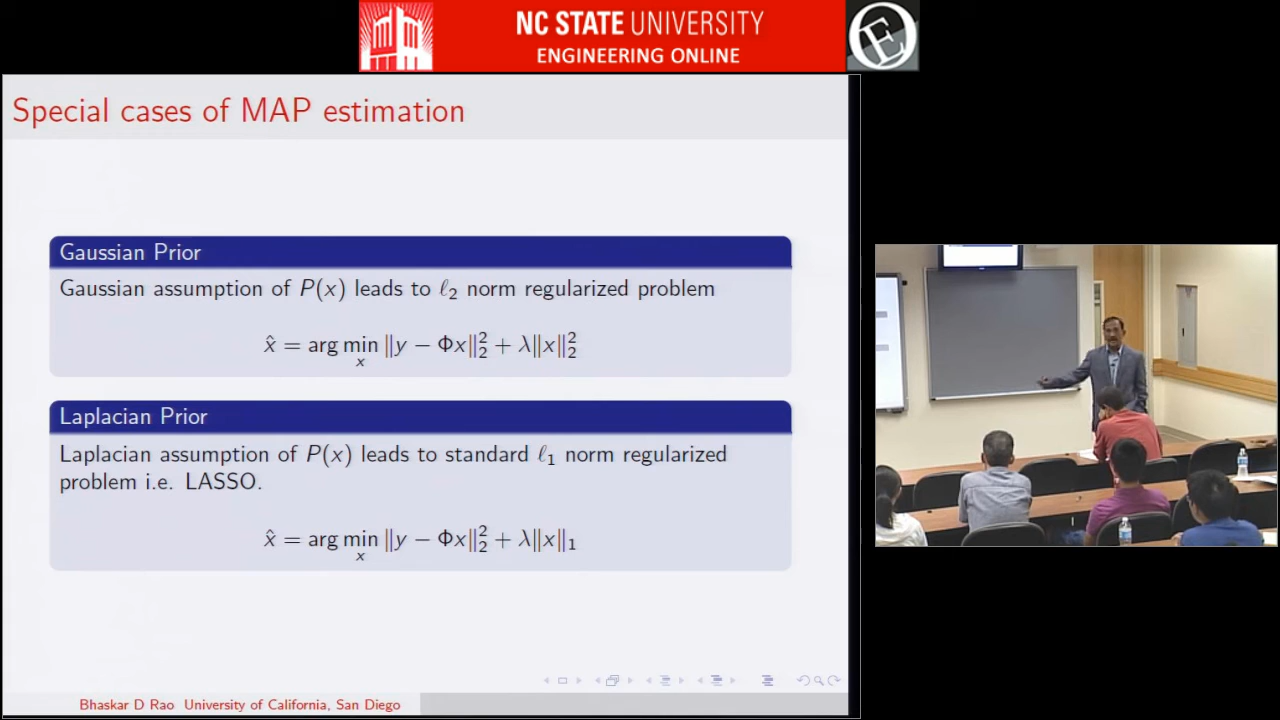 NC STATE UNIVERSITY
ENGINEERING ONLINE
Special cases of MAP estimation
Gaussian Prior
Gaussian assumption of P(x) leads to ℓ₂ norm regularized problem
x̂ = arg min_x ‖y − Φx‖₂² + λ‖x‖₂²
Laplacian Prior
Laplacian assumption of P(x) leads to standard ℓ₁ norm regularized
problem i.e. LASSO.
x̂ = arg min_x ‖y − Φx‖₂² + λ‖x‖₁
Bhaskar D Rao University of California, San Diego